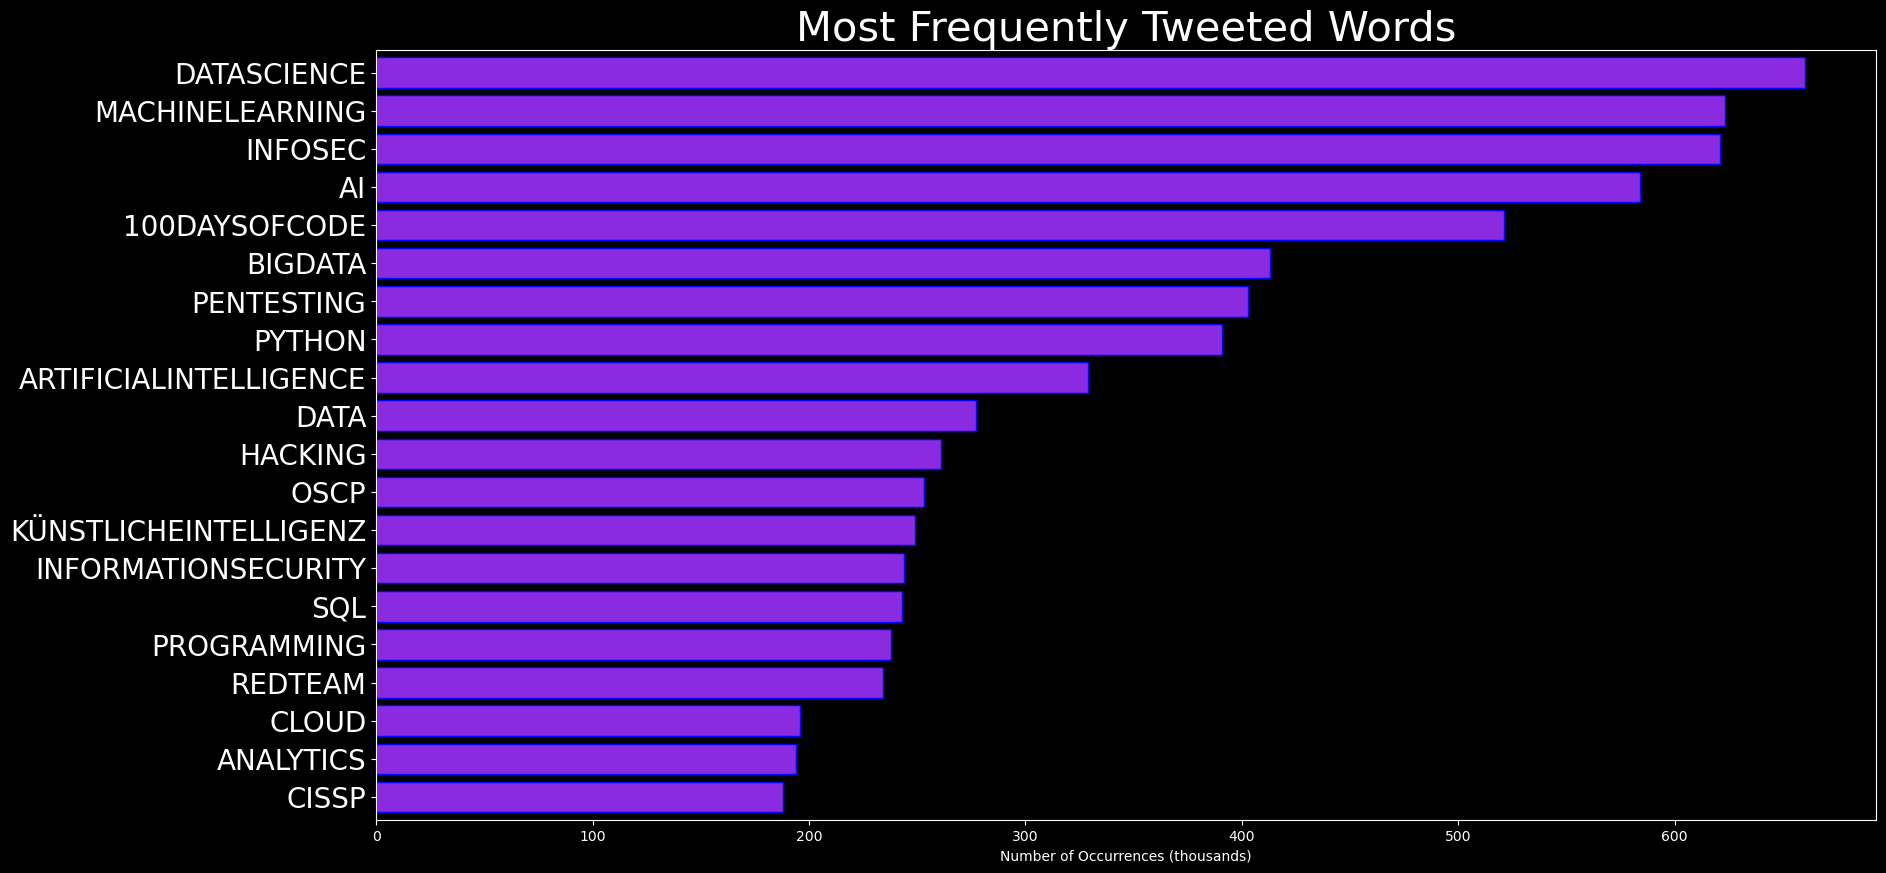 Most Frequently Tweeted Words
DATASCIENCE
MACHINELEARNING
INFOSEC
AI
100DAYSOFCODE
BIGDATA
PENTESTING
PYTHON
ARTIFICIALINTELLIGENCE
DATA
HACKING
OSCP
KÜNSTLICHEINTELLIGENZ
INFORMATIONSECURITY
SQL
PROGRAMMING
REDTEAM
CLOUD
ANALYTICS
CISSP
0 100 200 300 400 500 600
Number of Occurrences (thousands)